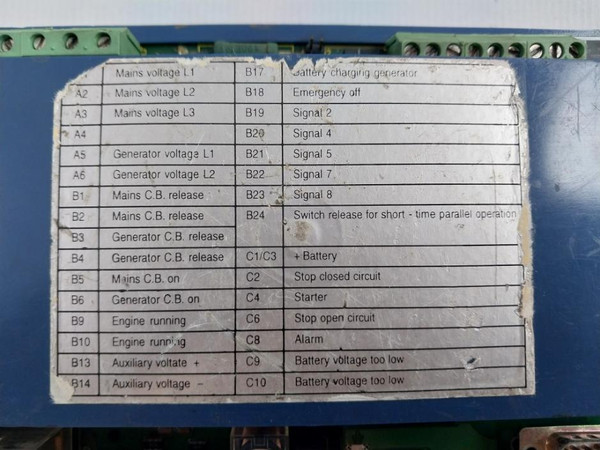 Mains voltage L1 B17 Battery charging generator
A2 Mains voltage L2 B18 Emergency off
A3 Mains voltage L3 B19 Signal 2
A4 B20 Signal 4
A5 Generator voltage L1 B21 Signal 5
A6 Generator voltage L2 B22 Signal 7
B1 Mains C.B. release B23 Signal 8
B2 Mains C.B. release B24 Switch release for short - time parallel operation
B3 Generator C.B. release
B4 Generator C.B. release C1/C3 + Battery
B5 Mains C.B. on C2 Stop closed circuit
B6 Generator C.B. on C4 Starter
B9 Engine running C6 Stop open circuit
B10 Engine running C8 Alarm
B13 Auxiliary voltate + C9 Battery voltage too low
B14 Auxiliary voltage - C10 Battery voltage too low